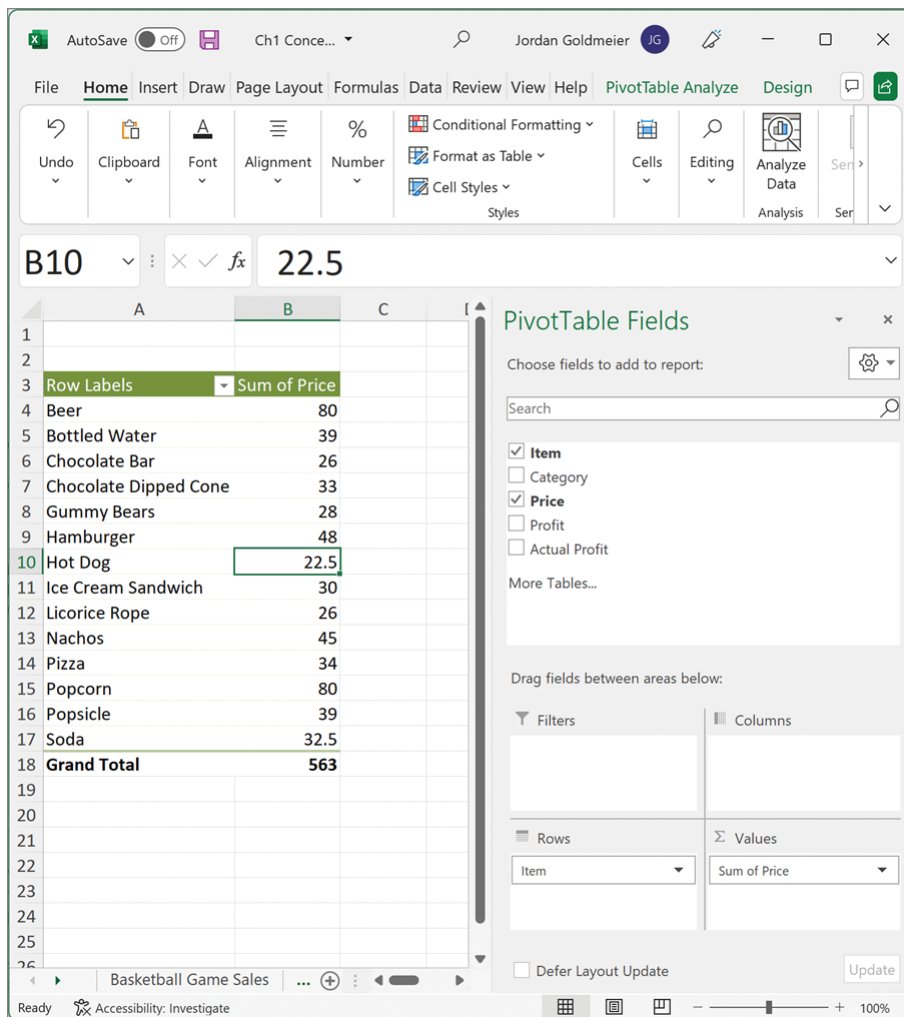 AutoSave Off Ch1 Conce... Jordan Goldmeier JG
File Home Insert Draw Page Layout Formulas Data Review View Help PivotTable Analyze Design
Undo
Clipboard
Font
Alignment
%
Number
Conditional Formatting
Format as Table
Cell Styles
Styles
Cells
Editing
Analyze
Data
Analysis
Ser
B10 fx 22.5
A B C
1
2
3 Row Labels Sum of Price
4 Beer 80
5 Bottled Water 39
6 Chocolate Bar 26
7 Chocolate Dipped Cone 33
8 Gummy Bears 28
9 Hamburger 48
10 Hot Dog 22.5
11 Ice Cream Sandwich 30
12 Licorice Rope 26
13 Nachos 45
14 Pizza 34
15 Popcorn 80
16 Popsicle 39
17 Soda 32.5
18 Grand Total 563
19
20
21
22
23
24
25
26
PivotTable Fields
Choose fields to add to report:
Search
Item
Category
Price
Profit
Actual Profit
More Tables...
Drag fields between areas below:
Filters
Columns
Rows
Σ Values
Item
Sum of Price
Defer Layout Update
Update
Basketball Game Sales ...
Ready Accessibility: Investigate 100%